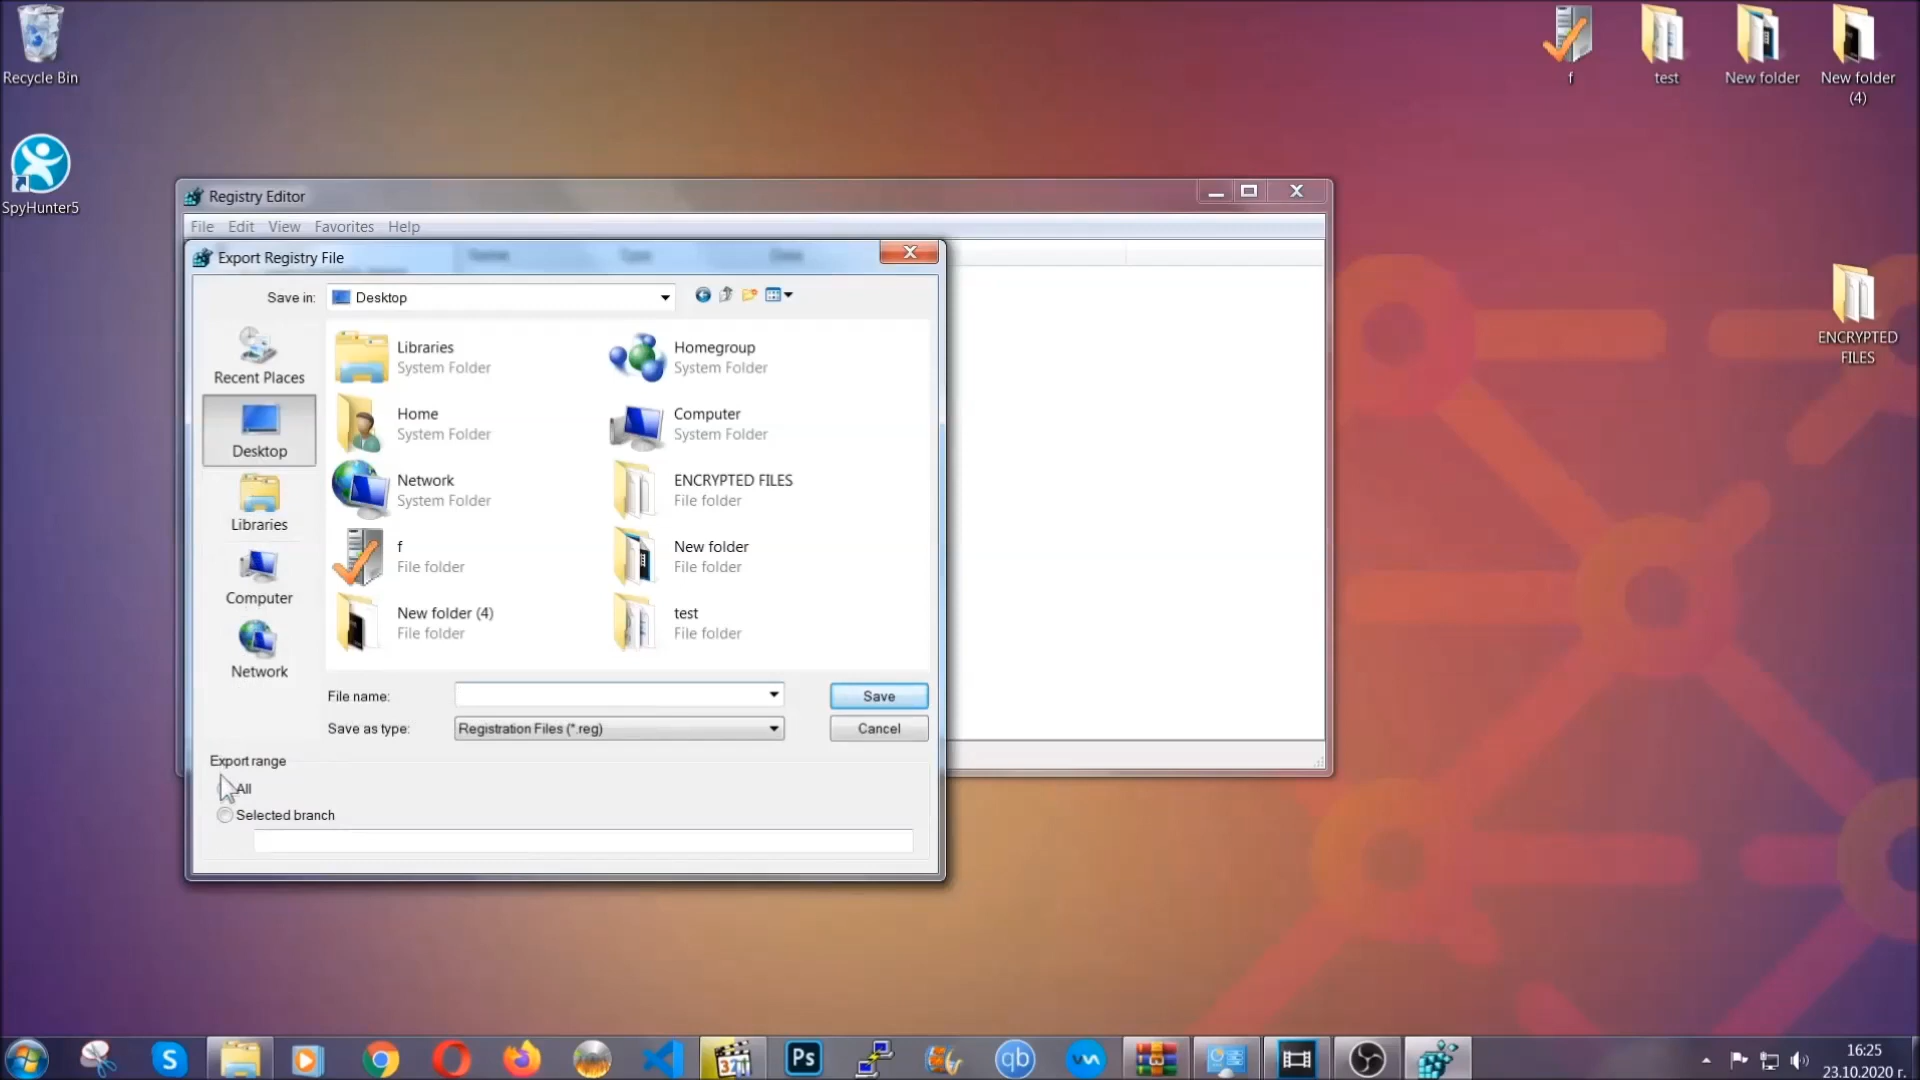 Recycle Bin
SpyHunter5
f
test
New folder
New folder
(4)
ENCRYPTED
FILES
Registry Editor
File Edit View Favorites Help
Export Registry File
Save in: Desktop
Recent Places
Desktop
Libraries
Computer
Network
Libraries
System Folder
Homegroup
System Folder
Home
System Folder
Computer
System Folder
Network
System Folder
ENCRYPTED FILES
File folder
f
File folder
New folder
File folder
New folder (4)
File folder
test
File folder
File name:
Save
Save as type: Registration Files (*.reg)
Cancel
Export range
All
Selected branch
S
321
Ps
qb
16:25
23.10.2020 г.